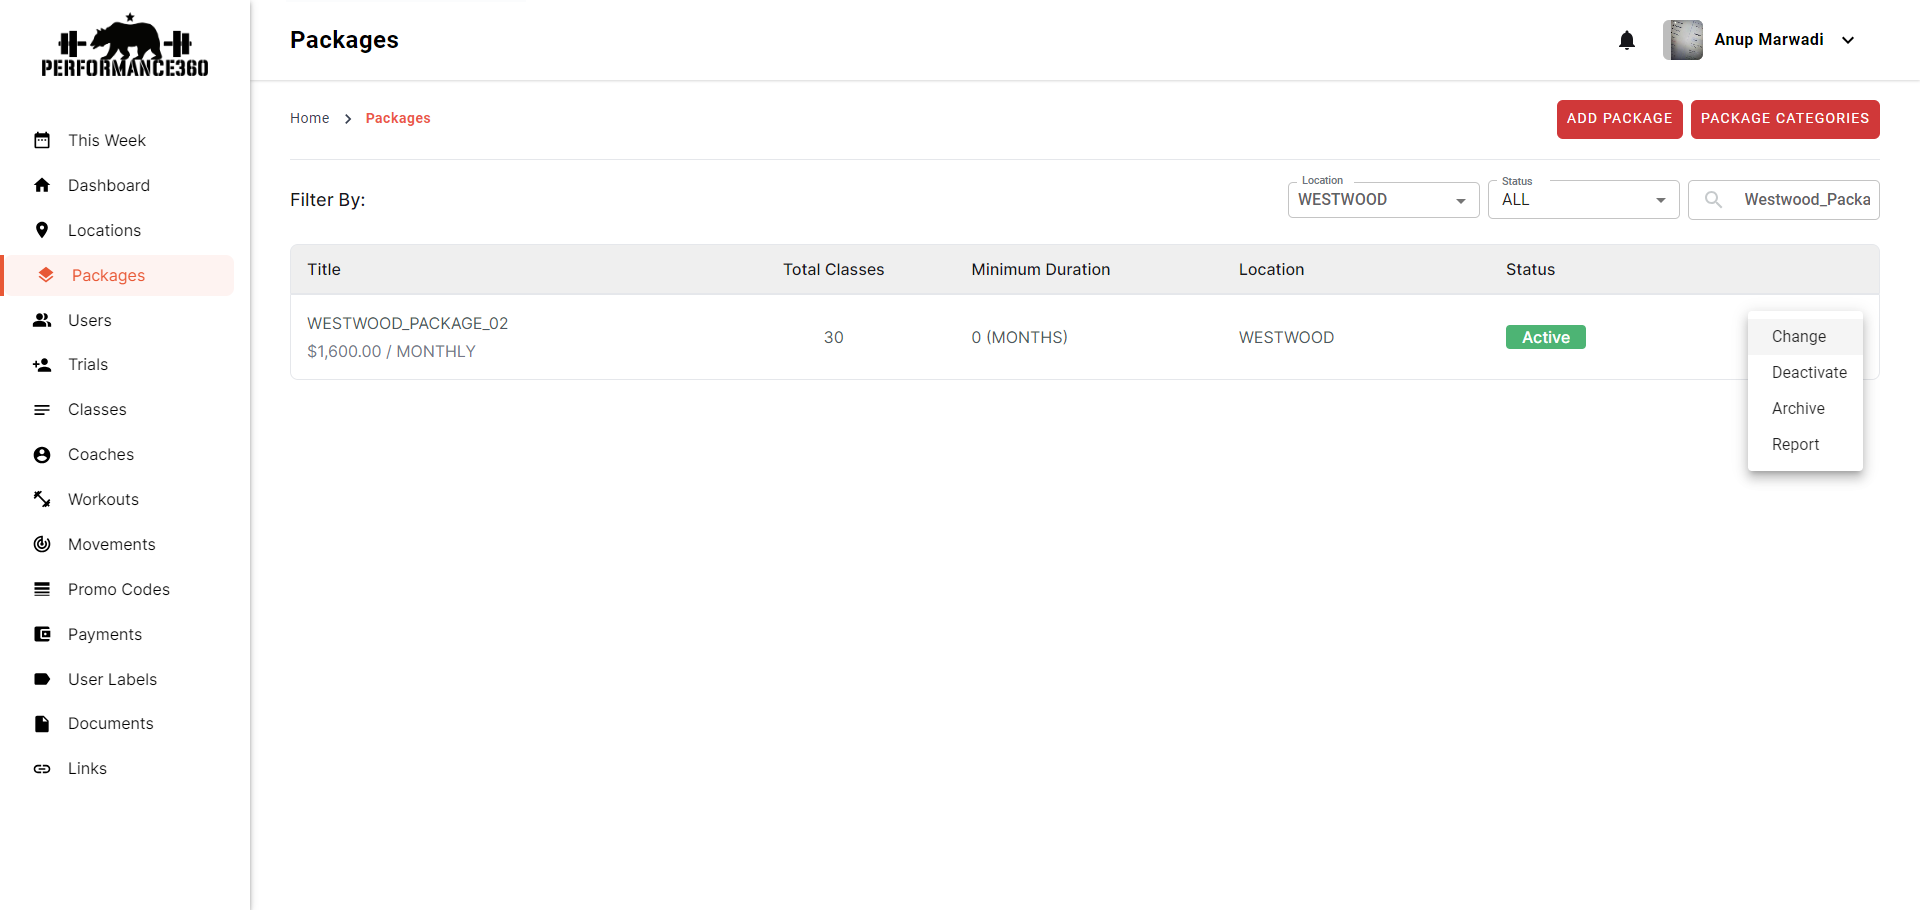 PERFORMANCE360
Packages
Anup Marwadi
This Week
Dashboard
Locations
Packages
Users
Trials
Classes
Coaches
Workouts
Movements
Promo Codes
Payments
User Labels
Documents
Links
Home > Packages
ADD PACKAGE
PACKAGE CATEGORIES
Filter By:
Location
WESTWOOD
Status
ALL
Westwood_Packa
Title Total Classes Minimum Duration Location Status
WESTWOOD_PACKAGE_02
$1,600.00 / MONTHLY
30
0 (MONTHS)
WESTWOOD
Active
Change
Deactivate
Archive
Report